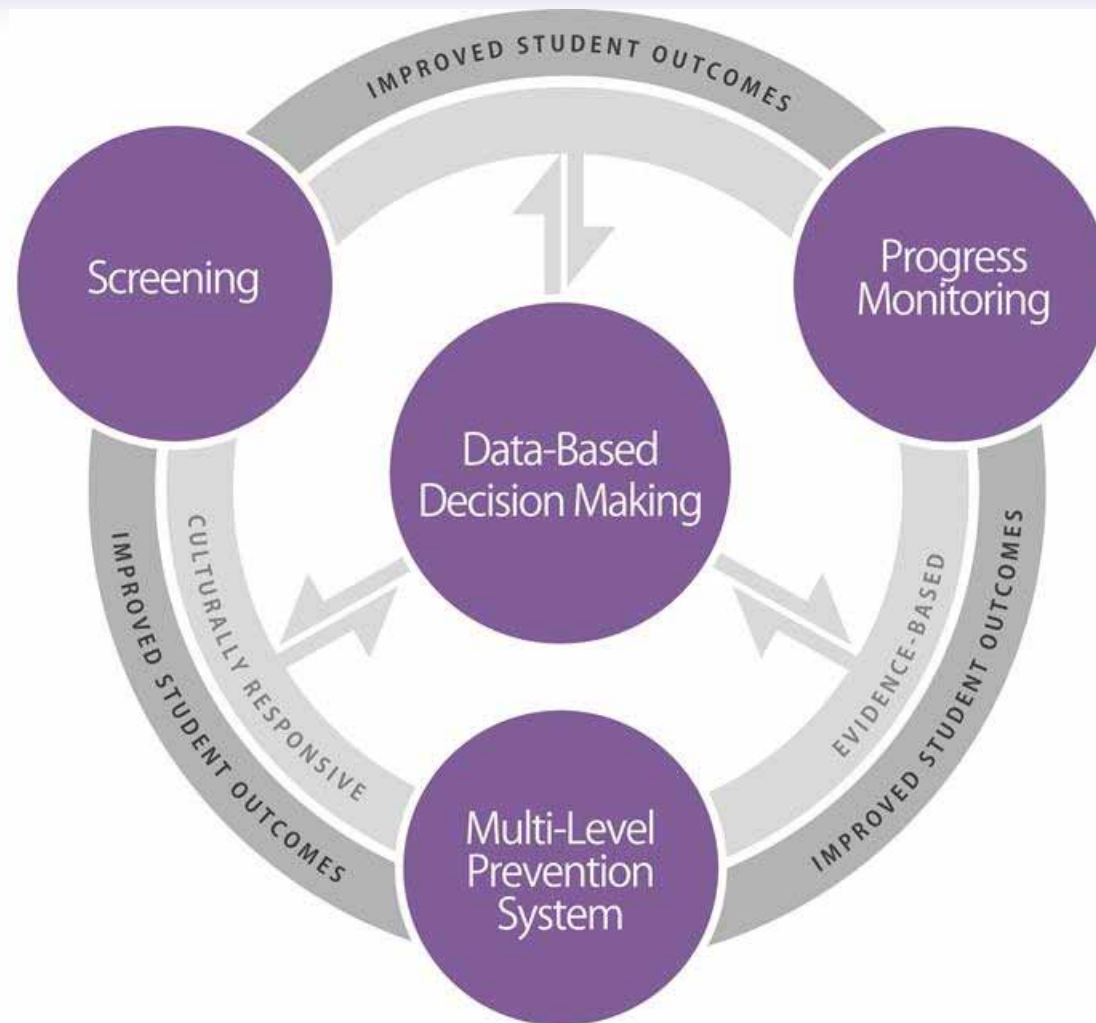 IMPROVED STUDENT OUTCOMES
Screening
Progress
Monitoring
Data-Based
Decision Making
CULTURALLY RESPONSIVE
IMPROVED STUDENT OUTCOMES
EVIDENCE-BASED
IMPROVED STUDENT OUTCOMES
Multi-Level
Prevention
System